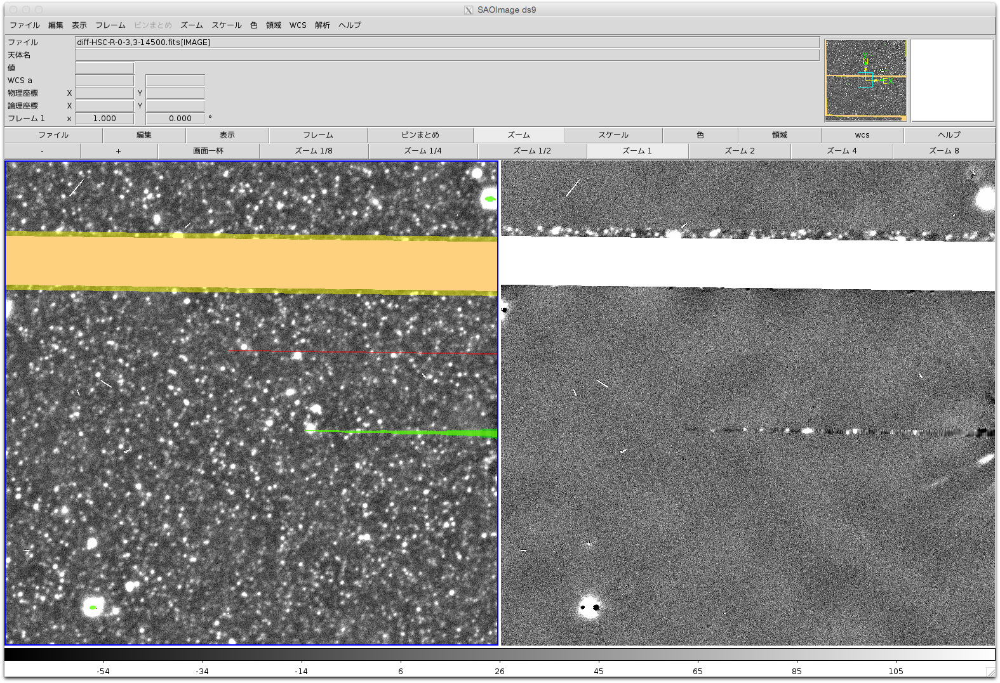 SAOImage ds9
ファイル 編集 表示 フレーム ビンまとめ ズーム スケール 色 領域 WCS 解析 ヘルプ
ファイル diff-HSC-R-0-3,3-14500.fits[IMAGE]
天体名
値
WCS a
物理座標 X Y
論理座標 X Y
フレーム 1 x 1.000 0.000 °
ファイル 編集 表示 フレーム ビンまとめ ズーム スケール 色 領域 wcs ヘルプ
- + 画面一杯 ズーム 1/8 ズーム 1/4 ズーム 1/2 ズーム 1 ズーム 2 ズーム 4 ズーム 8
-54 -34 -14 6 26 45 65 85 105